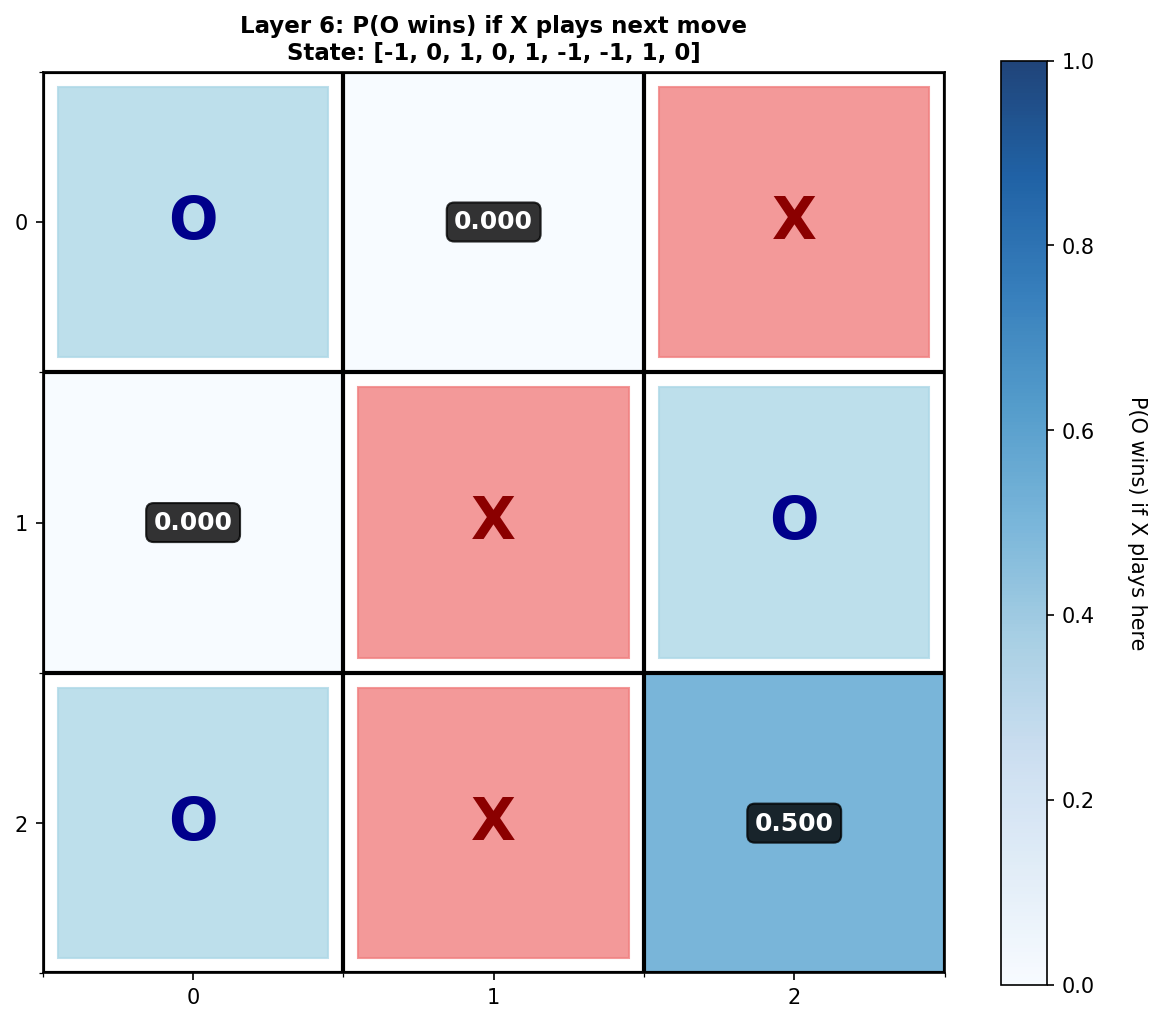 Layer 6: P(O wins) if X plays next move
State: [-1, 0, 1, 0, 1, -1, -1, 1, 0]
O
0.000
X
0.000
X
O
O
X
0.500
0
1
2
0
1
2
1.0
0.8
0.6
0.4
0.2
0.0
P(O wins) if X plays here